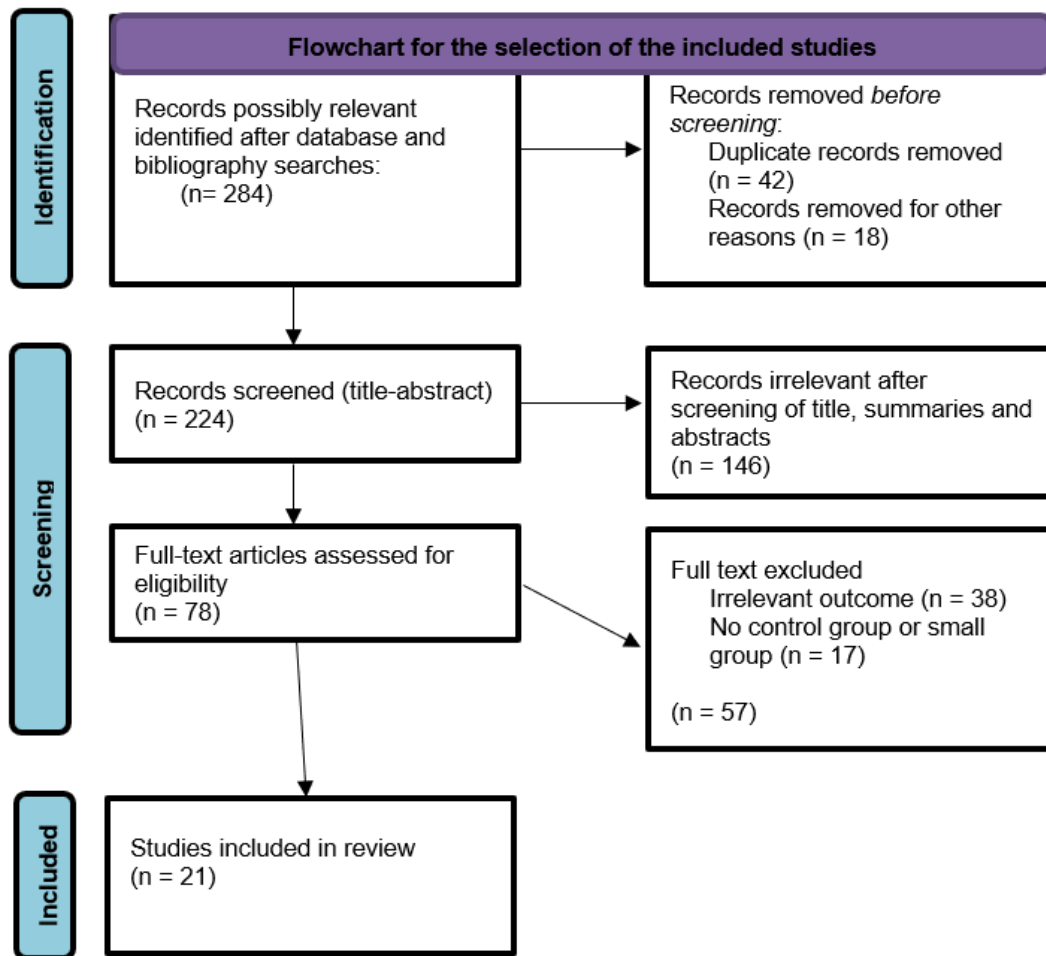 Flowchart for the selection of the included studies
Identification
Records possibly relevant
identified after database and
bibliography searches:
(n= 284)
Records removed before
screening:
Duplicate records removed
(n = 42)
Records removed for other
reasons (n = 18)
Screening
Records screened (title-abstract)
(n = 224)
Records irrelevant after
screening of title, summaries and
abstracts
(n = 146)
Full-text articles assessed for
eligibility
(n = 78)
Full text excluded
Irrelevant outcome (n = 38)
No control group or small
group (n = 17)
(n = 57)
Included
Studies included in review
(n = 21)